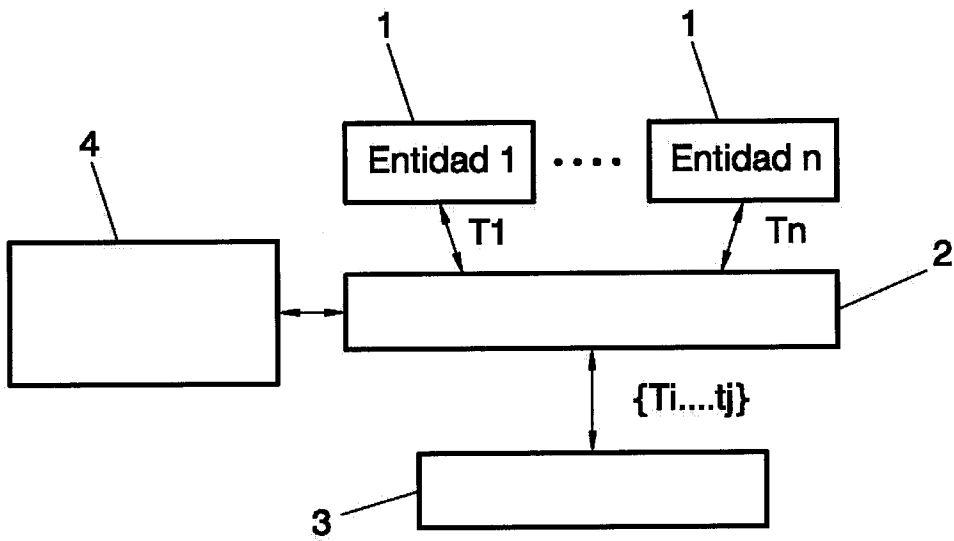 1 1
4
Entidad 1 .... Entidad n
T1 Tn
2
{Ti....tj}
3